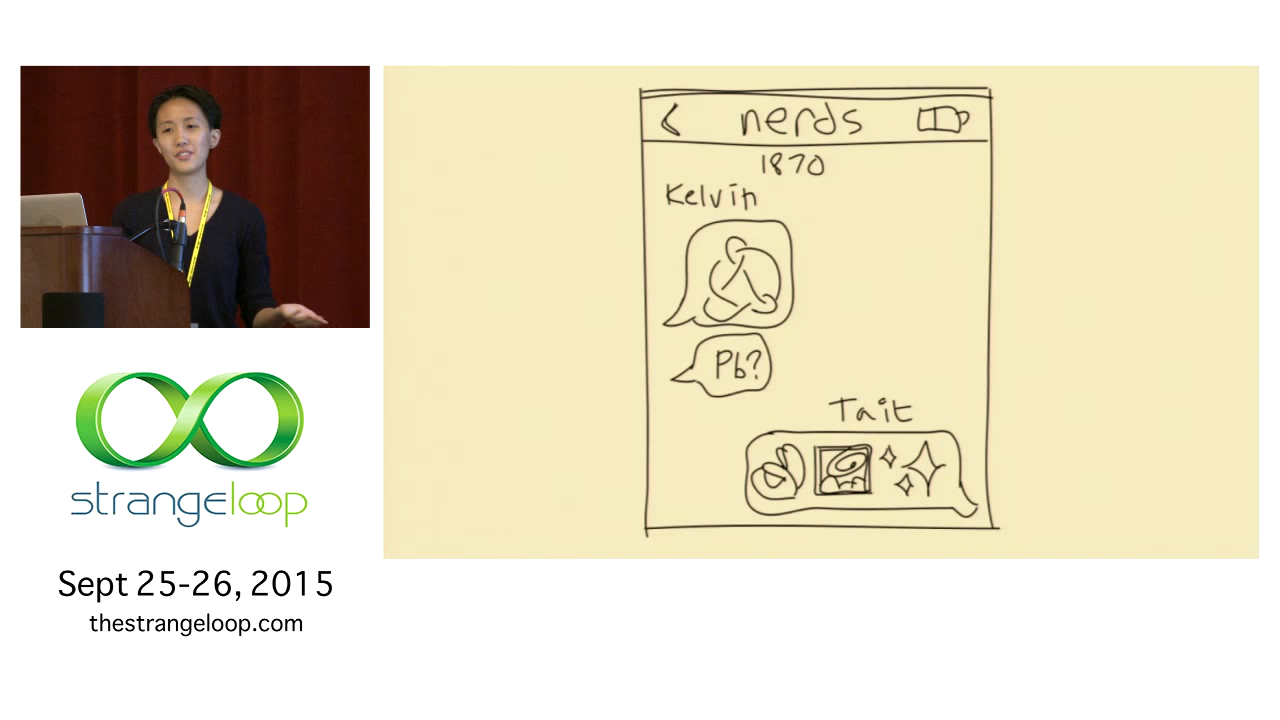 nerds
1870
Kelvin
Pb?
Tait
strangeloop
Sept 25-26, 2015
thestrangeloop.com